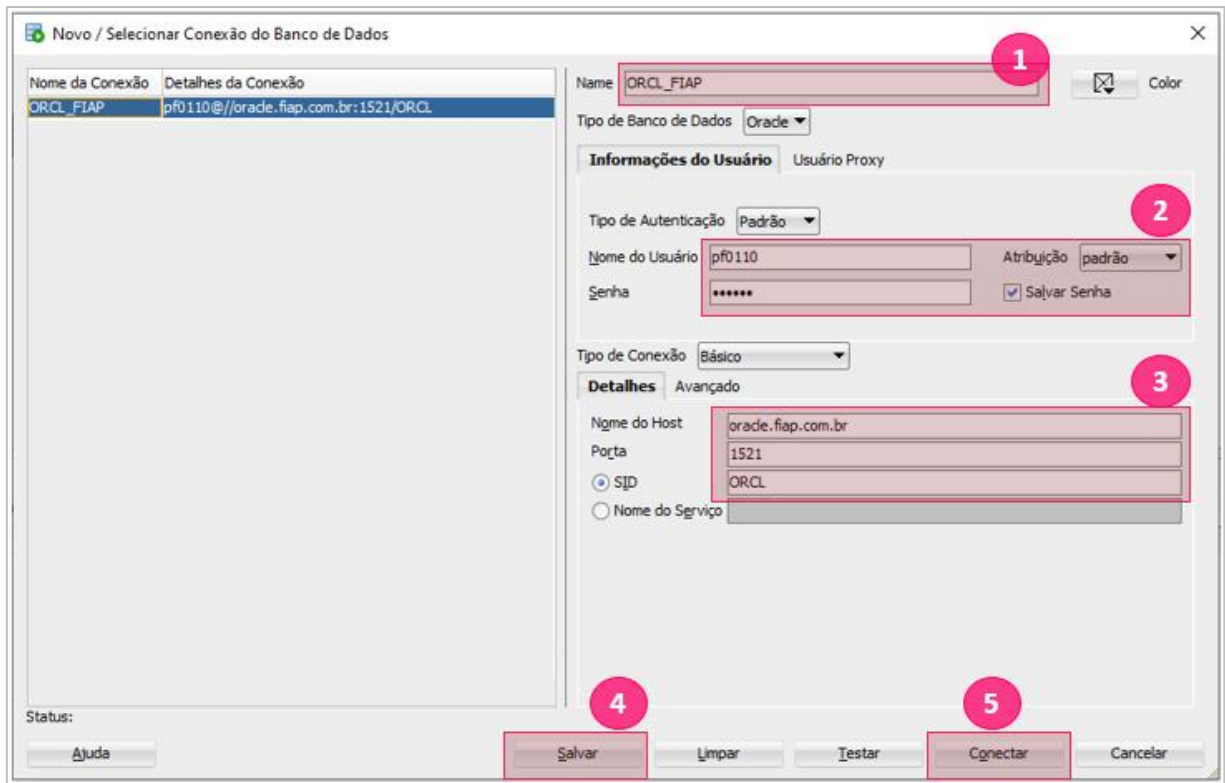 Novo / Selecionar Conexão do Banco de Dados
1
Nome da Conexão Detalhes da Conexão
Name ORCL_FIAP Color
ORCL_FIAP pf0110@//oracle.fiap.com.br:1521/ORCL
Tipo de Banco de Dados Oracle
Informações do Usuário Usuário Proxy
2
Tipo de Autenticação Padrão
Nome do Usuário pf0110 Atribuição padrão
Senha •••••• Salvar Senha
Tipo de Conexão Básico
3
Detalhes Avançado
Nome do Host oracle.fiap.com.br
Porta 1521
SID ORCL
Nome do Serviço
4
5
Status:
Ajuda Salvar Limpar Testar Conectar Cancelar